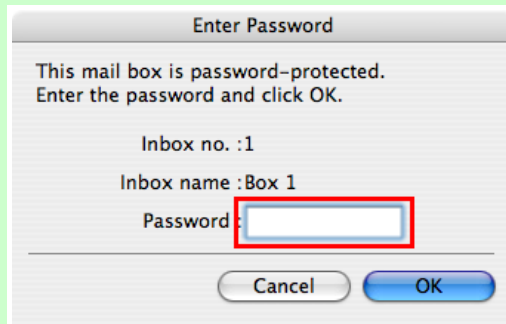 Enter Password
This mail box is password-protected.
Enter the password and click OK.
Inbox no. :1
Inbox name :Box 1
Password :
Cancel
OK